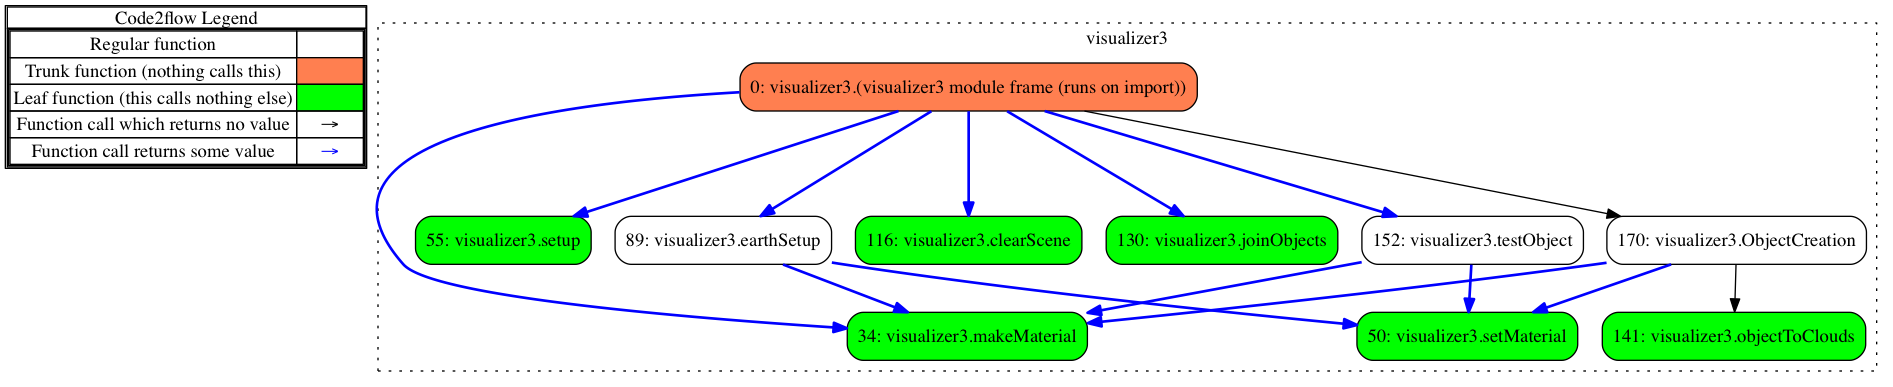 Code2flow Legend
Regular function
Trunk function (nothing calls this)
Leaf function (this calls nothing else)
Function call which returns no value →
Function call returns some value →
visualizer3
0: visualizer3.(visualizer3 module frame (runs on import))
55: visualizer3.setup
89: visualizer3.earthSetup
116: visualizer3.clearScene
130: visualizer3.joinObjects
152: visualizer3.testObject
170: visualizer3.ObjectCreation
34: visualizer3.makeMaterial
50: visualizer3.setMaterial
141: visualizer3.objectToClouds